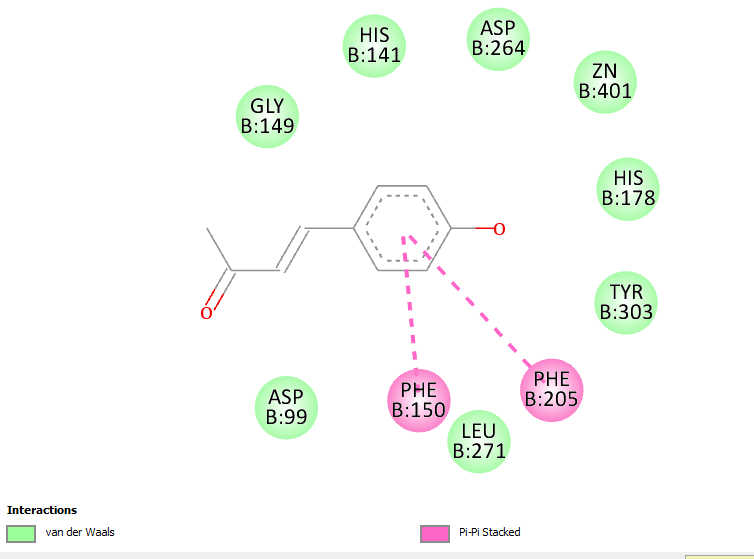 HIS
B:141
ASP
B:264
ZN
B:401
GLY
B:149
HIS
B:178
O
TYR
B:303
O
PHE
B:205
PHE
B:150
ASP
B:99
LEU
B:271
Interactions
van der Waals
Pi-Pi Stacked